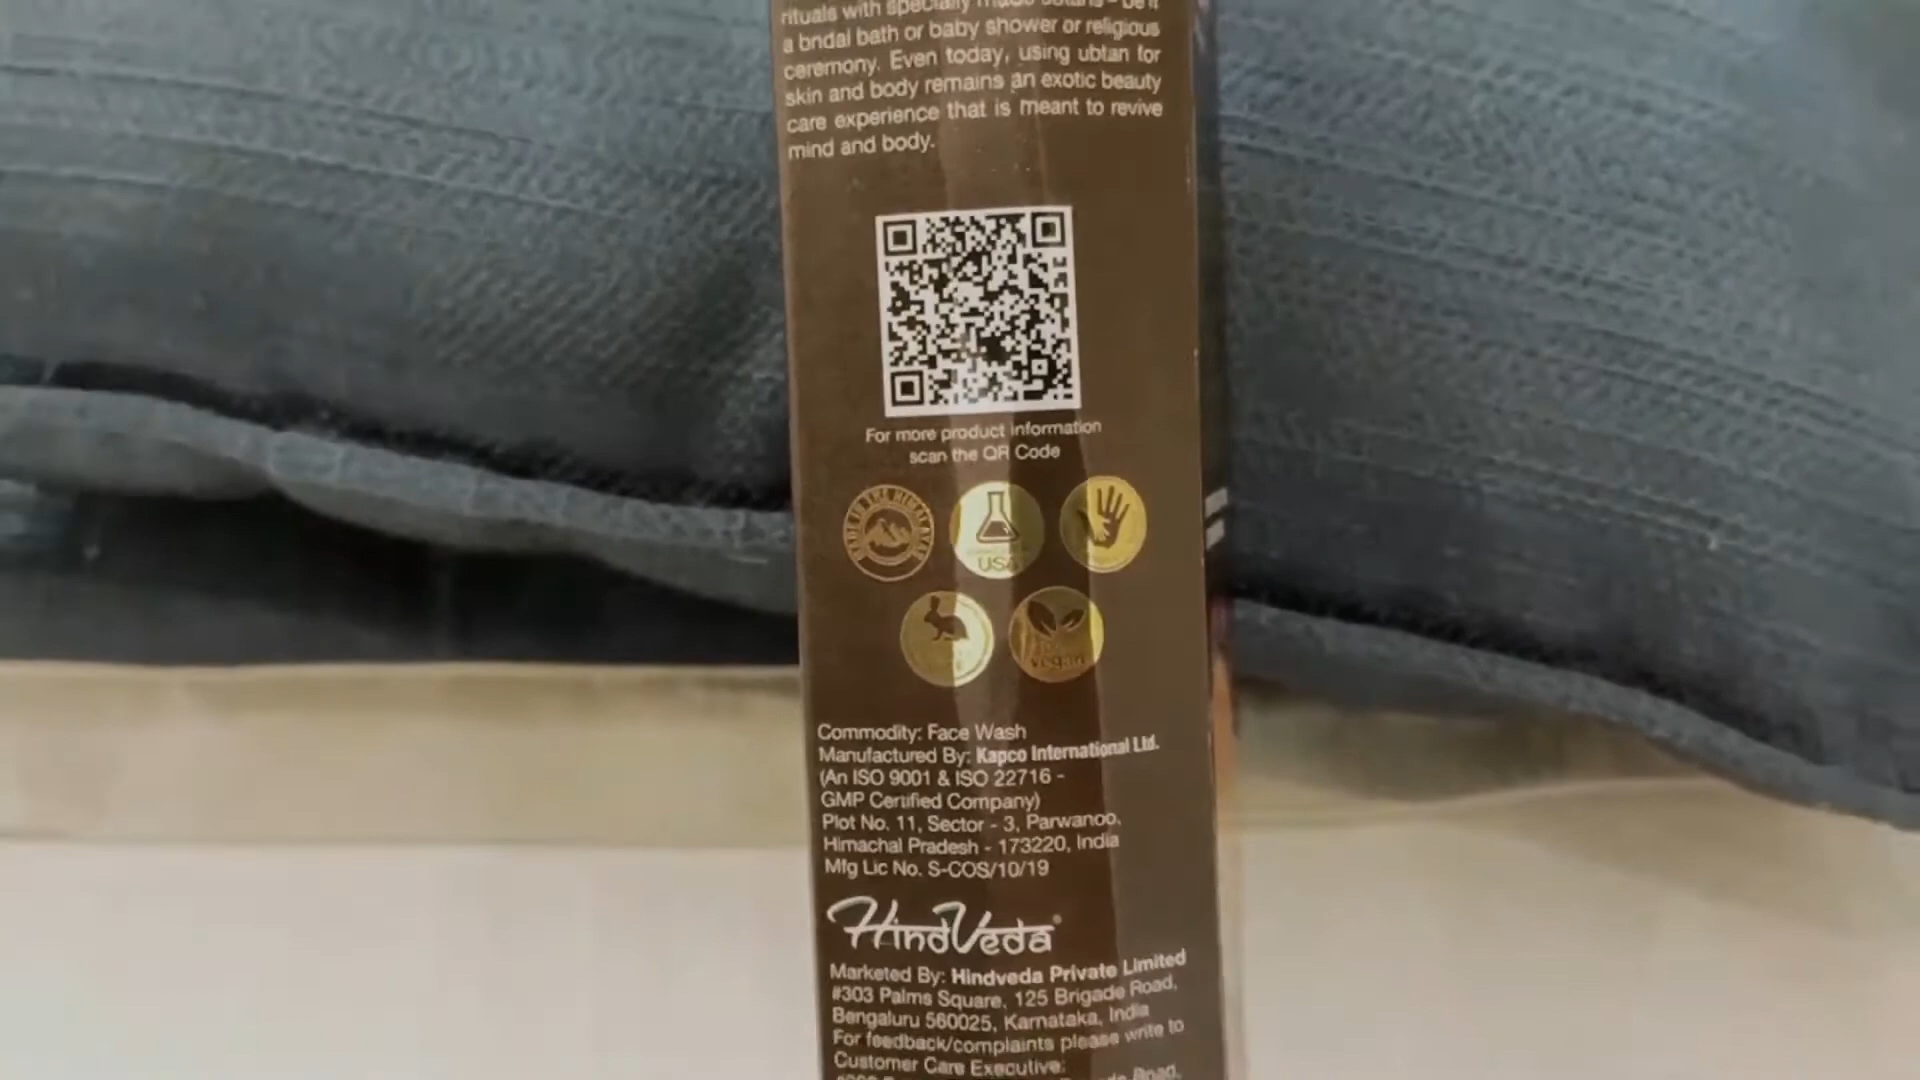 rituals with specially
a bridal bath or baby shower or religious
ceremony. Even today, using ubtan for
skin and body remains an exotic beauty
care experience that is meant to revive
mind and body.
For more product information
scan the QR Code
MADE IN THE HIMALAYAS
USA
Vegan
Commodity: Face Wash
Manufactured By: Kapco International Ltd.
(An ISO 9001 & ISO 22716 -
GMP Certified Company)
Plot No. 11, Sector - 3, Parwanoo,
Himachal Pradesh - 173220, India
Mfg Lic No. S-COS/10/19
HindVeda®
Marketed By: Hindveda Private Limited
#303 Palms Square, 125 Brigade Road,
Bengaluru 560025, Karnataka, India
For feedback/complaints please write to
Customer Care Executive:
Road,